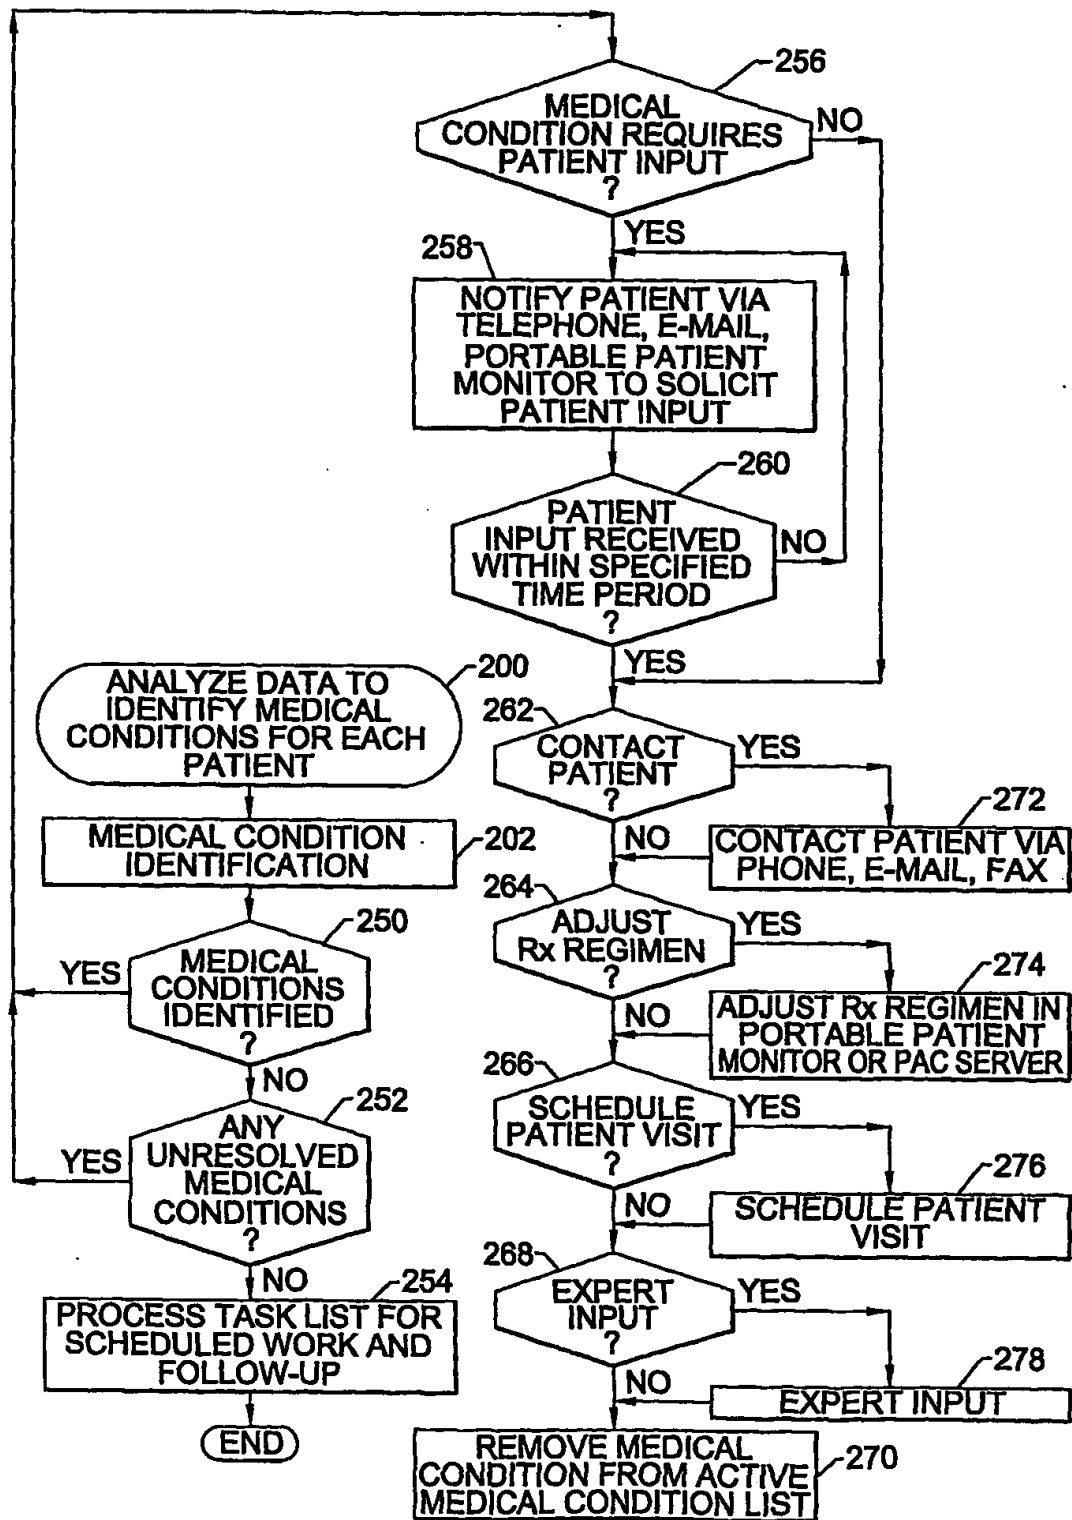 256
MEDICAL
CONDITION REQUIRES
PATIENT INPUT
?
NO
YES
258
NOTIFY PATIENT VIA
TELEPHONE, E-MAIL,
PORTABLE PATIENT
MONITOR TO SOLICIT
PATIENT INPUT
260
PATIENT
INPUT RECEIVED
WITHIN SPECIFIED
TIME PERIOD
?
NO
YES
200
ANALYZE DATA TO
IDENTIFY MEDICAL
CONDITIONS FOR EACH
PATIENT
202
MEDICAL CONDITION
IDENTIFICATION
250
MEDICAL
CONDITIONS
IDENTIFIED
?
YES
NO
252
ANY
UNRESOLVED
MEDICAL
CONDITIONS
?
YES
NO
254
PROCESS TASK LIST FOR
SCHEDULED WORK AND
FOLLOW-UP
END
262
CONTACT
PATIENT
?
YES
NO
272
CONTACT PATIENT VIA
PHONE, E-MAIL, FAX
264
ADJUST
Rx REGIMEN
?
YES
NO
274
ADJUST Rx REGIMEN IN
PORTABLE PATIENT
MONITOR OR PAC SERVER
266
SCHEDULE
PATIENT VISIT
?
YES
NO
276
SCHEDULE PATIENT
VISIT
268
EXPERT
INPUT
?
YES
NO
278
EXPERT INPUT
REMOVE MEDICAL
CONDITION FROM ACTIVE
MEDICAL CONDITION LIST
270